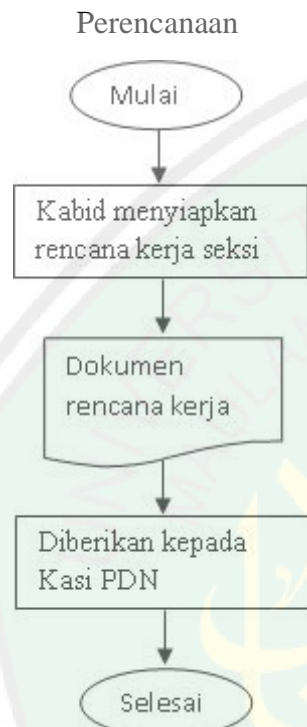 Perencanaan
Mulai
Kabid menyiapkan
rencana kerja seksi
Dokumen
rencana kerja
Diberikan kepada
Kasi PDN
Selesai